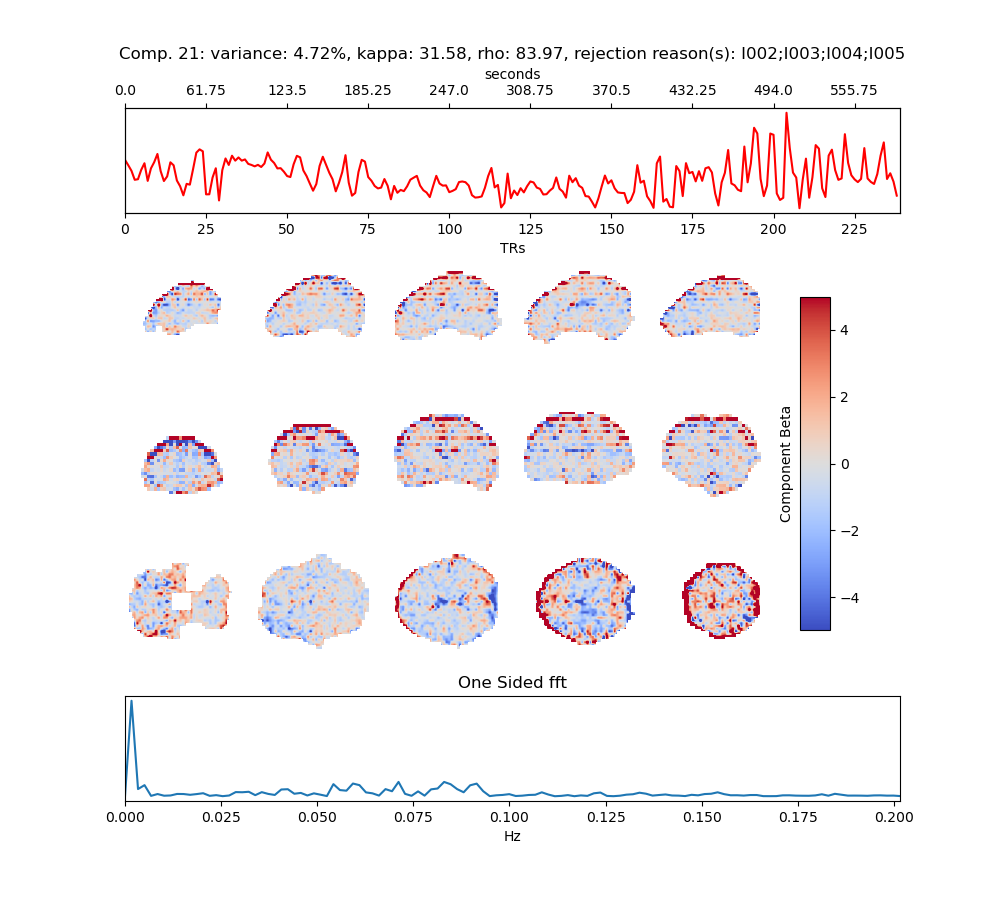 Comp. 21: variance: 4.72%, kappa: 31.58, rho: 83.97, rejection reason(s): I002;I003;I004;I005
seconds
0.0 61.75 123.5 185.25 247.0 308.75 370.5 432.25 494.0 555.75
0 25 50 75 100 125 150 175 200 225
TRs
4
2
0
−2
−4
Component Beta
One Sided fft
0.000 0.025 0.050 0.075 0.100 0.125 0.150 0.175 0.200
Hz